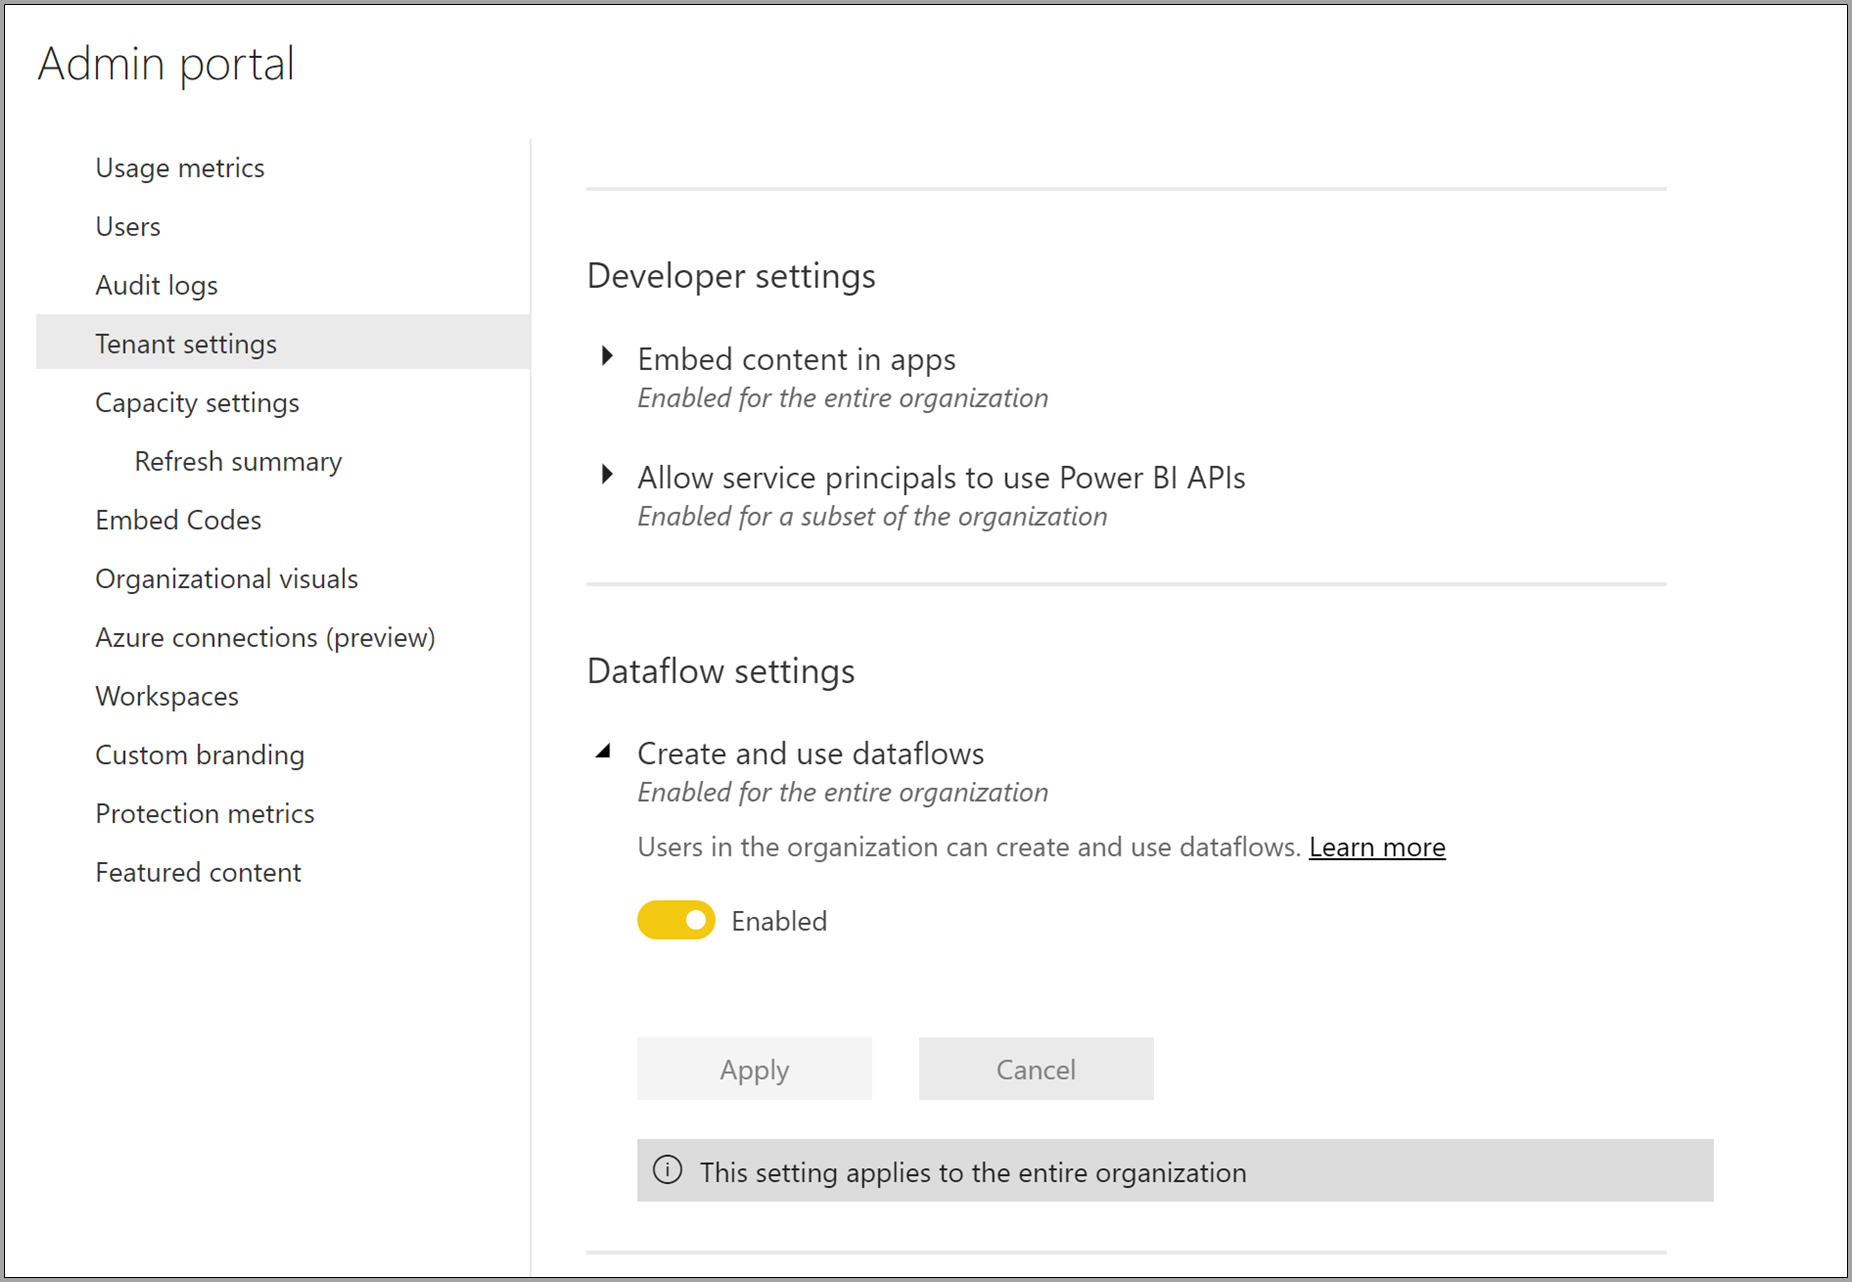 Admin portal
Usage metrics
Users
Audit logs
Tenant settings
Capacity settings
Refresh summary
Embed Codes
Organizational visuals
Azure connections (preview)
Workspaces
Custom branding
Protection metrics
Featured content
Developer settings
Embed content in apps
Enabled for the entire organization
Allow service principals to use Power BI APIs
Enabled for a subset of the organization
Dataflow settings
Create and use dataflows
Enabled for the entire organization
Users in the organization can create and use dataflows. Learn more
Enabled
Apply
Cancel
This setting applies to the entire organization